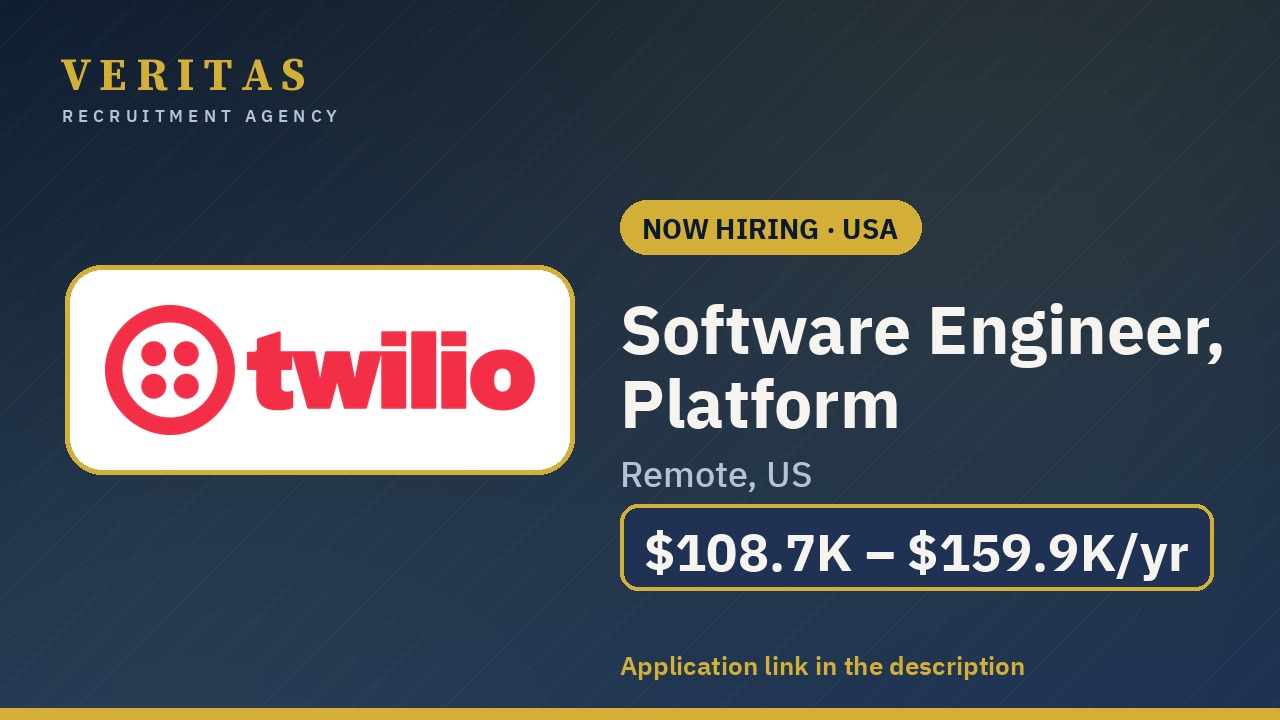 VERITAS
RECRUITMENT AGENCY
NOW HIRING · USA
twilio
Software Engineer,
Platform
Remote, US
$108.7K – $159.9K/yr
Application link in the description